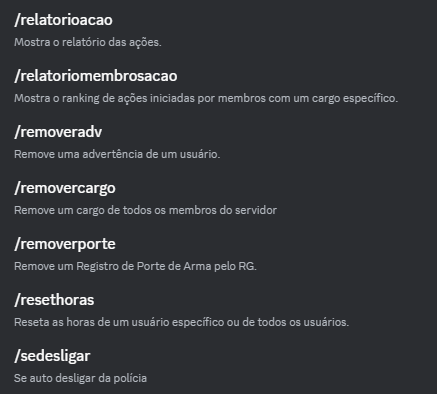 /relatorioacao
Mostra o relatório das ações.
/relatoriomembrosacao
Mostra o ranking de ações iniciadas por membros com um cargo específico.
/removeradv
Remove uma advertência de um usuário.
/removercargo
Remove um cargo de todos os membros do servidor
/removerporte
Remove um Registro de Porte de Arma pelo RG.
/resethoras
Reseta as horas de um usuário específico ou de todos os usuários.
/sedesligar
Se auto desligar da polícia